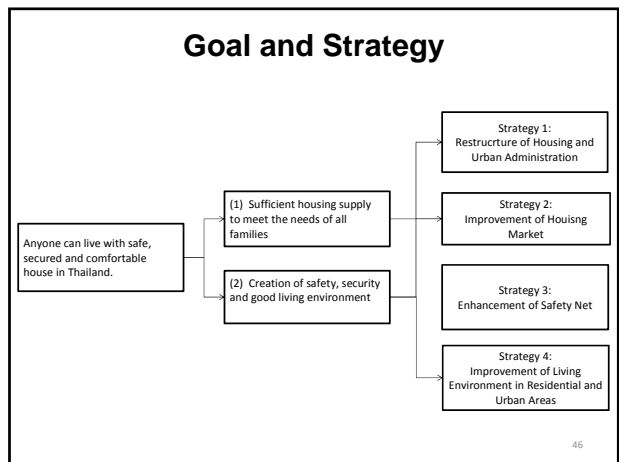 Goal and Strategy
Anyone can live with safe,
secured and comfortable
house in Thailand.
(1)  Sufficient housing supply
to meet the needs of all
families
(2)  Creation of safety, security
and good living environment
Strategy 1:
Restrucrture of Housing and
Urban Administration
Strategy 2:
Improvement of Houisng
Market
Strategy 3:
Enhancement of Safety Net
Strategy 4:
Improvement of Living
Environment in Residential and
Urban Areas
46